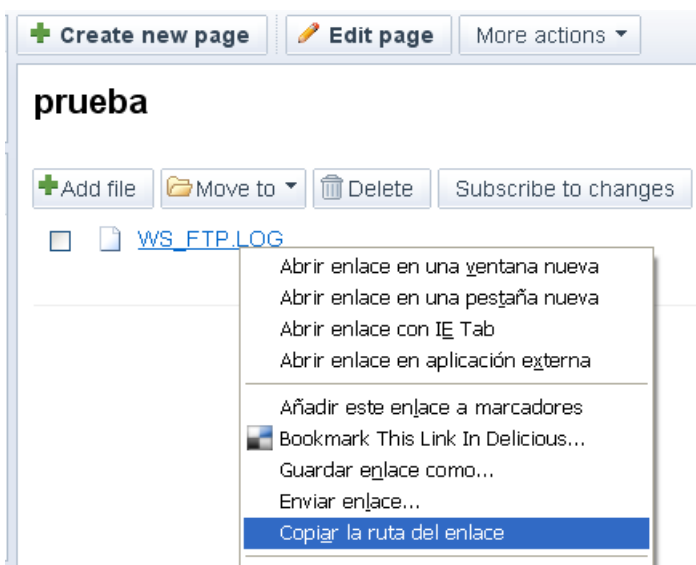 Create new page Edit page More actions
prueba
Add file Move to Delete Subscribe to changes
WS_FTP.LOG
Abrir enlace en una ventana nueva
Abrir enlace en una pestaña nueva
Abrir enlace con IE Tab
Abrir enlace en aplicación externa
Añadir este enlace a marcadores
Bookmark This Link In Delicious...
Guardar enlace como...
Enviar enlace...
Copiar la ruta del enlace